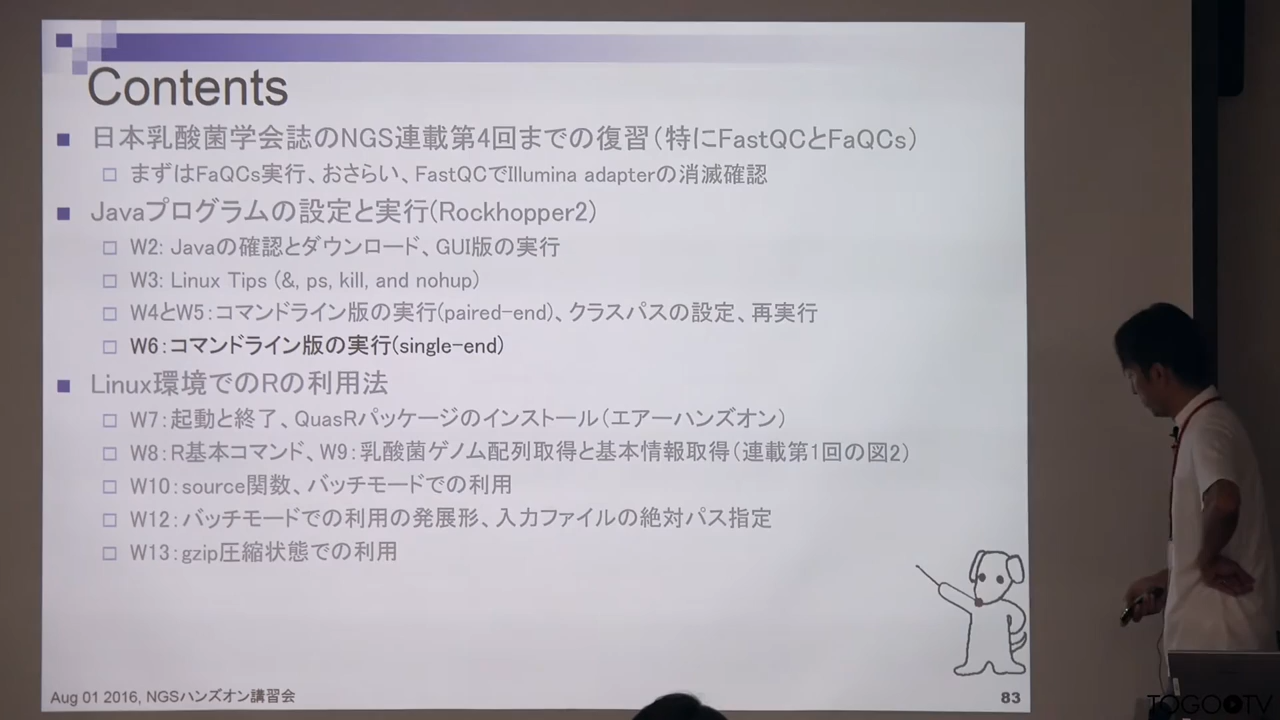 Contents
日本乳酸菌学会誌のNGS連載第4回までの復習（特にFastQCとFaQCs）
まずはFaQCs実行、おさらい、FastQCでIllumina adapterの消滅確認
Javaプログラムの設定と実行(Rockhopper2)
W2: Javaの確認とダウンロード、GUI版の実行
W3: Linux Tips (&, ps, kill, and nohup)
W4とW5：コマンドライン版の実行(paired-end)、クラスパスの設定、再実行
W6：コマンドライン版の実行(single-end)
Linux環境でのRの利用法
W7：起動と終了、QuasRパッケージのインストール（エアーハンズオン）
W8：R基本コマンド、W9：乳酸菌ゲノム配列取得と基本情報取得（連載第1回の図2）
W10：source関数、バッチモードでの利用
W12：バッチモードでの利用の発展形、入力ファイルの絶対パス指定
W13：gzip圧縮状態での利用
Aug 01 2016, NGSハンズオン講習会
83
TOGOTV